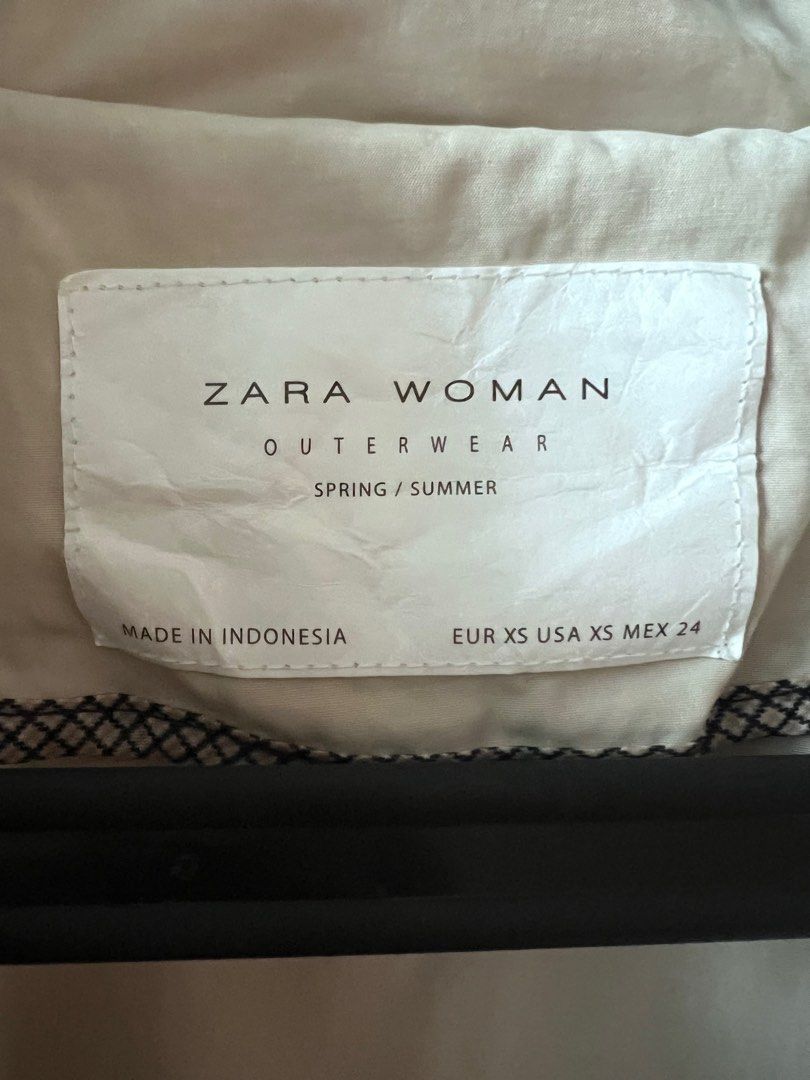 ZARA WOMAN
OUTERWEAR
SPRING / SUMMER
MADE IN INDONESIA EUR XS USA XS MEX 24